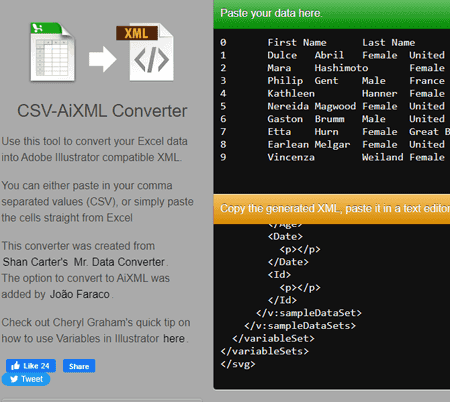 XML
CSV-AiXML Converter
Use this tool to convert your Excel data
into Adobe Illustrator compatible XML.
You can either paste in your comma
separated values (CSV), or simply paste
the cells straight from Excel
This converter was created from
Shan Carter's Mr. Data Converter.
The option to convert to AiXML was
added by João Faraco.
Check out Cheryl Graham's quick tip on
how to use Variables in Illustrator here.
Like 24 Share
Tweet
Paste your data here.
0 First Name Last Name
1 Dulce Abril Female United
2 Mara Hashimoto Female
3 Philip Gent Male France
4 Kathleen Hanner Female
5 Nereida Magwood Female United
6 Gaston Brumm Male United
7 Etta Hurn Female Great B
8 Earlean Melgar Female United
9 Vincenza Weiland Female
Copy the generated XML, paste it in a text editor
</Age>
<Date>
<p></p>
</Date>
<Id>
<p></p>
</Id>
</v:sampleDataSet>
</v:sampleDataSets>
</variableSet>
</variableSets>
</svg>